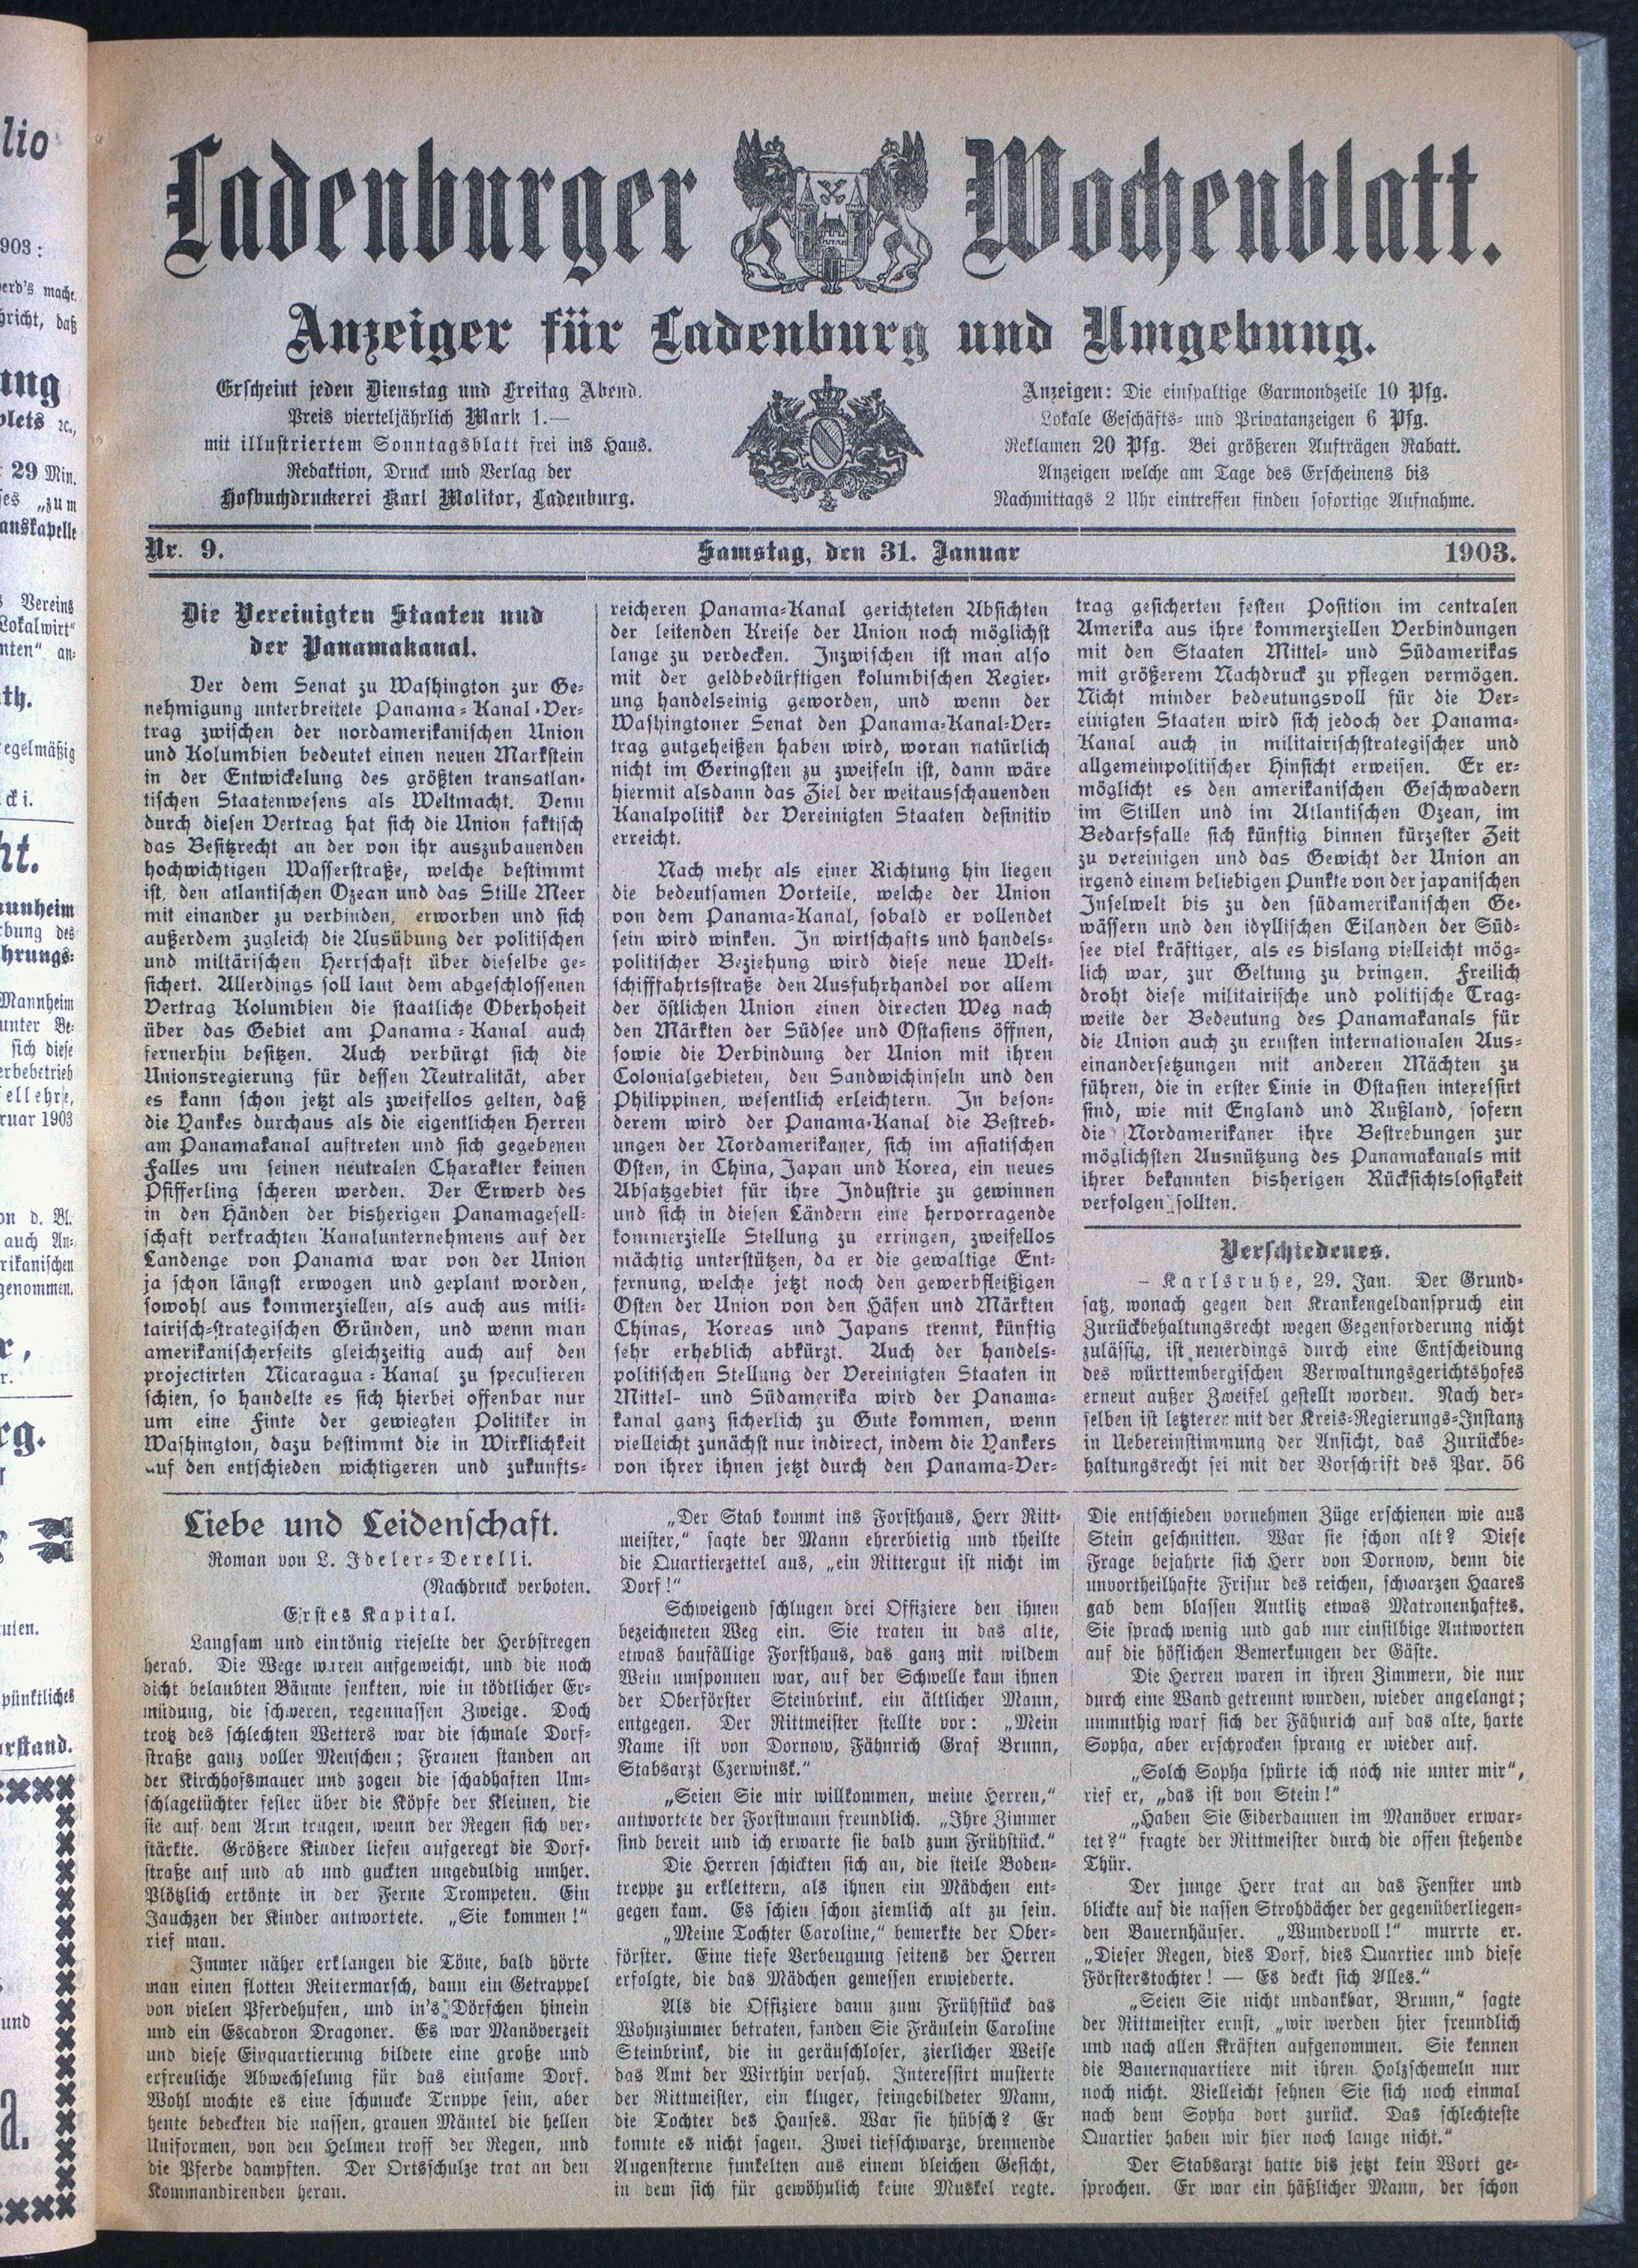 Ladenburger Wochenblatt.
Anzeiger für Ladenburg und Umgebung.
Erscheint jeden Dienstag und Freitag Abend.
Preis vierteljährlich Mark 1.—
mit illustriertem Sonntagsblatt frei ins Haus.
Redaktion, Druck und Verlag der
Hofbuchdruckerei Karl Molitor, Ladenburg.
Anzeigen: Die einspaltige Garmondzeile 10 Pfg.
Lokale Geschäfts- und Privatanzeigen 6 Pfg.
Reklamen 20 Pfg. Bei größeren Aufträgen Rabatt.
Anzeigen welche am Tage des Erscheinens bis
Nachmittags 2 Uhr eintreffen finden sofortige Aufnahme.
Nr. 9. Samstag, den 31. Januar 1903.
Die Vereinigten Staaten und
der Panamakanal.
Der dem Senat zu Washington zur Ge-
nehmigung unterbreitete Panama-Kanal-Ver-
trag zwischen der nordamerikanischen Union
und Kolumbien bedeutet einen neuen Markstein
in der Entwickelung des größten transatlan-
tischen Staatenwesens als Weltmacht. Denn
durch diesen Vertrag hat sich die Union faktisch
das Besitzrecht an der von ihr auszubauenden
hochwichtigen Wasserstraße, welche bestimmt
ist, den atlantischen Ozean und das Stille Meer
mit einander zu verbinden, erworben und sich
außerdem zugleich die Ausübung der politischen
und miltärischen Herrschaft über dieselbe ge-
sichert. Allerdings soll laut dem abgeschlossenen
Vertrag Kolumbien die staatliche Oberhoheit
über das Gebiet am Panama-Kanal auch
fernerhin besitzen. Auch verbürgt sich die
Unionsregierung für dessen Neutralität, aber
es kann schon jetzt als zweifellos gelten, daß
die Yankes durchaus als die eigentlichen Herren
am Panamakanal auftreten und sich gegebenen
Falles um seinen neutralen Charakter keinen
Pfifferling scheren werden. Der Erwerb des
in den Händen der bisherigen Panamagesell-
schaft verkrachten Kanalunternehmens auf der
Landenge von Panama war von der Union
ja schon längst erwogen und geplant worden,
sowohl aus kommerziellen, als auch aus mili-
tairisch-strategischen Gründen, und wenn man
amerikanischerseits gleichzeitig auch auf den
projectirten Nicaragua-Kanal zu speculieren
schien, so handelte es sich hierbei offenbar nur
um eine Finte der gewiegten Politiker in
Washington, dazu bestimmt die in Wirklichkeit
auf den entschieden wichtigeren und zukunfts-
reicheren Panama-Kanal gerichteten Absichten
der leitenden Kreise der Union noch möglichst
lange zu verdecken. Inzwischen ist man also
mit der geldbedürftigen kolumbischen Regier-
ung handelseinig geworden, und wenn der
Washingtoner Senat den Panama-Kanal-Ver-
trag gutgeheißen haben wird, woran natürlich
nicht im Geringsten zu zweifeln ist, dann wäre
hiermit alsdann das Ziel der weitausschauenden
Kanalpolitik der Vereinigten Staaten definitiv
erreicht.
Nach mehr als einer Richtung hin liegen
die bedeutsamen Vorteile, welche der Union
von dem Panama-Kanal, sobald er vollendet
sein wird winken. In wirtschafts und handels-
politischer Beziehung wird diese neue Welt-
schifffahrtsstraße den Ausfuhrhandel vor allem
der östlichen Union einen directen Weg nach
den Märkten der Südsee und Ostasiens öffnen,
sowie die Verbindung der Union mit ihren
Colonialgebieten, den Sandwichinseln und den
Philippinen, wesentlich erleichtern. In beson-
derem wird der Panama-Kanal die Bestreb-
ungen der Nordamerikaner, sich im asiatischen
Osten, in China, Japan und Korea, ein neues
Absatzgebiet für ihre Industrie zu gewinnen
und sich in diesen Ländern eine hervorragende
kommerzielle Stellung zu erringen, zweifellos
mächtig unterstützen, da er die gewaltige Ent-
fernung, welche jetzt noch den gewerbfleißigen
Osten der Union von den Häfen und Märkten
Chinas, Koreas und Japans trennt, künftig
sehr erheblich abkürzt. Auch der handels-
politischen Stellung der Vereinigten Staaten in
Mittel- und Südamerika wird der Panama-
kanal ganz sicherlich zu Gute kommen, wenn
vielleicht zunächst nur indirect, indem die Yankers
von ihrer ihnen jetzt durch den Panama-Ver-
trag gesicherten festen Position im centralen
Amerika aus ihre kommerziellen Verbindungen
mit den Staaten Mittel- und Südamerikas
mit größerem Nachdruck zu pflegen vermögen.
Nicht minder bedeutungsvoll für die Ver-
einigten Staaten wird sich jedoch der Panama-
Kanal auch in militairischstrategischer und
allgemeinpolitischer Hinsicht erweisen. Er er-
möglicht es den amerikanischen Geschwadern
im Stillen und im Atlantischen Ozean, im
Bedarfsfalle sich künftig binnen kürzester Zeit
zu vereinigen und das Gewicht der Union an
irgend einem beliebigen Punkte von der japanischen
Inselwelt bis zu den südamerikanischen Ge-
wässern und den idyllischen Eilanden der Süd-
see viel kräftiger, als es bislang vielleicht mög-
lich war, zur Geltung zu bringen. Freilich
droht diese militairische und politische Trag-
weite der Bedeutung des Panamakanals für
die Union auch zu ernsten internationalen Aus-
einandersetzungen mit anderen Mächten zu
führen, die in erster Linie in Ostasien interessirt
sind, wie mit England und Rußland, sofern
die Nordamerikaner ihre Bestrebungen zur
möglichsten Ausnützung des Panamakanals mit
ihrer bekannten bisherigen Rücksichtslosigkeit
verfolgen sollten.
Verschiedenes.
— Karlsruhe, 29. Jan. Der Grund-
satz, wonach gegen den Krankengeldanspruch ein
Zurückbehaltungsrecht wegen Gegenforderung nicht
zulässig, ist neuerdings durch eine Entscheidung
des württembergischen Verwaltungsgerichtshofes
erneut außer Zweifel gestellt worden. Nach der-
selben ist letzterer mit der Kreis-Regierungs-Instanz
in Uebereinstimmung der Ansicht, das Zurückbe-
haltungsrecht sei mit der Vorschrift des Par. 56
Liebe und Leidenschaft.
Roman von L. Ideler-Derelli.
(Nachdruck verboten.
Erstes Kapital.
Langsam und eintönig rieselte der Herbstregen
herab. Die Wege waren aufgeweicht, und die noch
dicht belaubten Bäume senkten, wie in tödtlicher Er-
müdung, die schweren, regennassen Zweige. Doch
trotz des schlechten Wetters war die schmale Dorf-
straße ganz voller Menschen; Frauen standen an
der Kirchhofsmauer und zogen die schadhaften Um-
schlagetüchter fester über die Köpfe der Kleinen, die
sie auf dem Arm trugen, wenn der Regen sich ver-
stärkte. Größere Kinder liefen aufgeregt die Dorf-
straße auf und ab und guckten ungeduldig umher.
Plötzlich ertönte in der Ferne Trompeten. Ein
Jauchzen der Kinder antwortete. „Sie kommen!“
rief man.
Immer näher erklangen die Töne, bald hörte
man einen flotten Reitermarsch, dann ein Getrappel
von vielen Pferdehufen, und in's Dörfchen hinein
und ein Escadron Dragoner. Es war Manöverzeit
und diese Einquartierung bildete eine große und
erfreuliche Abwechselung für das einsame Dorf.
Wohl mochte es eine schmucke Truppe sein, aber
heute bedeckten die nassen, grauen Mäntel die hellen
Uniformen, von den Helmen troff der Regen, und
die Pferde dampften. Der Ortsschulze trat an den
Kommandirenden heran.
„Der Stab kommt ins Forsthaus, Herr Ritt-
meister,“ sagte der Mann ehrerbietig und theilte
die Quartierzettel aus, „ein Rittergut ist nicht im
Dorf!“
Schweigend schlugen drei Offiziere den ihnen
bezeichneten Weg ein. Sie traten in das alte,
etwas baufällige Forsthaus, das ganz mit wildem
Wein umsponnen war, auf der Schwelle kam ihnen
der Oberförster Steinbrink, ein ältlicher Mann,
entgegen. Der Rittmeister stellte vor: „Mein
Name ist von Dornow, Fähnrich Graf Brunn,
Stabsarzt Czerwinsk.“
„Seien Sie mir willkommen, meine Herren,“
antwortete der Forstmann freundlich. „Ihre Zimmer
sind bereit und ich erwarte sie bald zum Frühstück.“
Die Herren schickten sich an, die steile Boden-
treppe zu erklettern, als ihnen ein Mädchen ent-
gegen kam. Es schien schon ziemlich alt zu sein.
„Meine Tochter Caroline,“ bemerkte der Ober-
förster. Eine tiefe Verbeugung seitens der Herren
erfolgte, die das Mädchen gemessen erwiederte.
Als die Offiziere dann zum Frühstück das
Wohnzimmer betraten, fanden Sie Fräulein Caroline
Steinbrink, die in geräuschloser, zierlicher Weise
das Amt der Wirthin versah. Interessirt musterte
der Rittmeister, ein kluger, feingebildeter Mann,
die Tochter des Hauses. War sie hübsch? Er
konnte es nicht sagen. Zwei tiefschwarze, brennende
Augensterne funkelten aus einem bleichen Gesicht,
in dem sich für gewöhnlich keine Muskel regte.
Die entschieden vornehmen Züge erschienen wie aus
Stein geschnitten. War sie schon alt? Diese
Frage bejahrte sich Herr von Dornow, denn die
unvortheilhafte Frisur des reichen, schwarzen Haares
gab dem blassen Antlitz etwas Matronenhaftes.
Sie sprach wenig und gab nur einsilbige Antworten
auf die höflichen Bemerkungen der Gäste.
Die Herren waren in ihren Zimmern, die nur
durch eine Wand getrennt wurden, wieder angelangt;
unmuthig warf sich der Fähnrich auf das alte, harte
Sopha, aber erschrocken sprang er wieder auf.
„Solch Sopha spürte ich noch nie unter mir“,
rief er, „das ist von Stein!“
„Haben Sie Eiderdaunen im Manöver erwar-
tet?“ fragte der Rittmeister durch die offen stehende
Thür.
Der junge Herr trat an das Fenster und
blickte auf die nassen Strohdächer der gegenüberliegen-
den Bauernhäuser. „Wundervoll!“ murrte er.
„Dieser Regen, dies Dorf, dies Quartier und diese
Försterstochter! — Es deckt sich Alles.“
„Seien Sie nicht undankbar, Brunn,“ sagte
der Rittmeister ernst, „wir werden hier freundlich
und nach allen Kräften aufgenommen. Sie kennen
die Bauernquartiere mit ihren Holzschemeln nur
noch nicht. Vielleicht sehnen Sie sich noch einmal
nach dem Sopha dort zurück. Das schlechteste
Quartier haben wir hier noch lange nicht.“
Der Stabsarzt hatte bis jetzt kein Wort ge-
sprochen. Er war ein häßlicher Mann, der schon